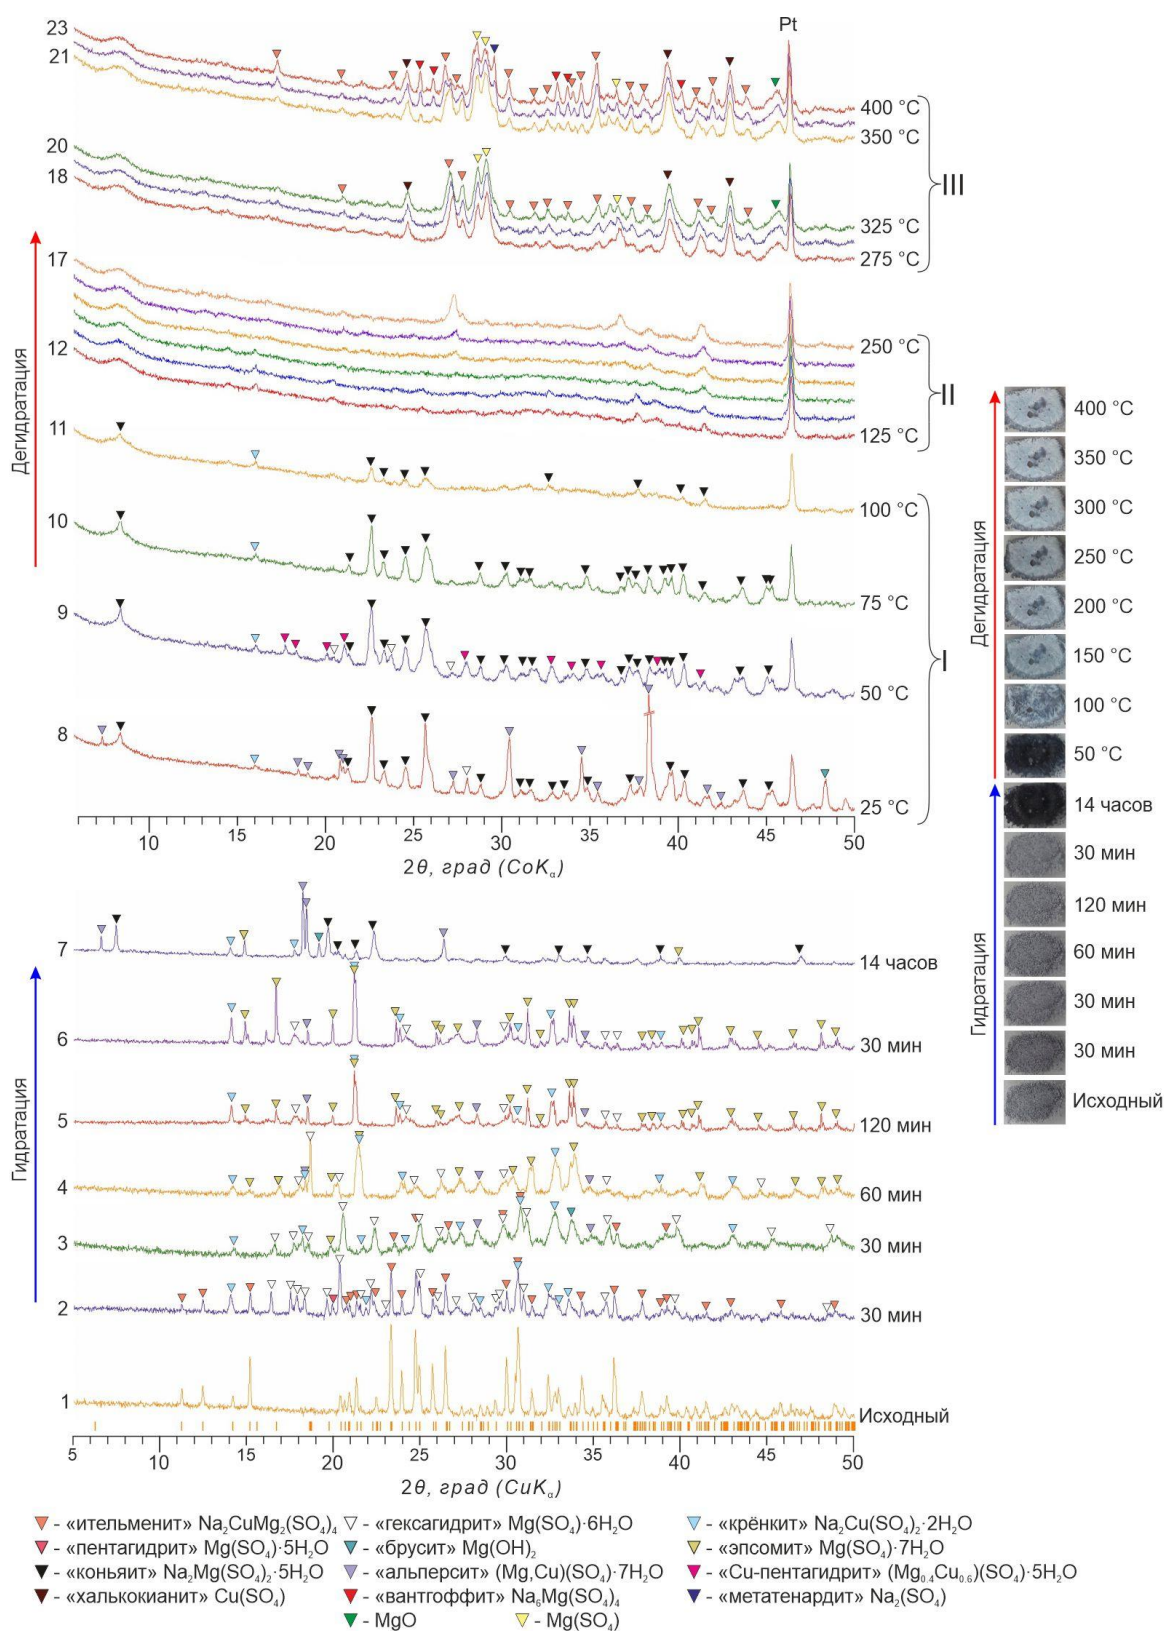 23
21
Pt
400 °C
350 °C
20
18
325 °C
275 °C
III
17
12
250 °C
125 °C
II
11
100 °C
10
75 °C
9
50 °C
8
25 °C
I
Дегидратация
10 15 20 25 30 35 40 45 50
2θ, град (CoKα)
7
14 часов
6
30 мин
5
120 мин
4
60 мин
3
30 мин
2
30 мин
1
Исходный
Гидратация
5 10 15 20 25 30 35 40 45 50
2θ, град (CuKα)
400 °C
350 °C
300 °C
250 °C
200 °C
150 °C
100 °C
50 °C
14 часов
30 мин
120 мин
60 мин
30 мин
30 мин
Исходный
Дегидратация
Гидратация
- «ительменит» Na₂CuMg₂(SO₄)₄
- «гексагидрит» Mg(SO₄)·6H₂O
- «крёнкит» Na₂Cu(SO₄)₂·2H₂O
- «пентагидрит» Mg(SO₄)·5H₂O
- «брусит» Mg(OH)₂
- «эпсомит» Mg(SO₄)·7H₂O
- «коньяит» Na₂Mg(SO₄)₂·5H₂O
- «альперсит» (Mg,Cu)(SO₄)·7H₂O
- «Cu-пентагидрит» (Mg₀.₄Cu₀.₆)(SO₄)·5H₂O
- «халькокианит» Cu(SO₄)
- «вантгоффит» Na₆Mg(SO₄)₄
- «метатенардит» Na₂(SO₄)
- MgO
- Mg(SO₄)